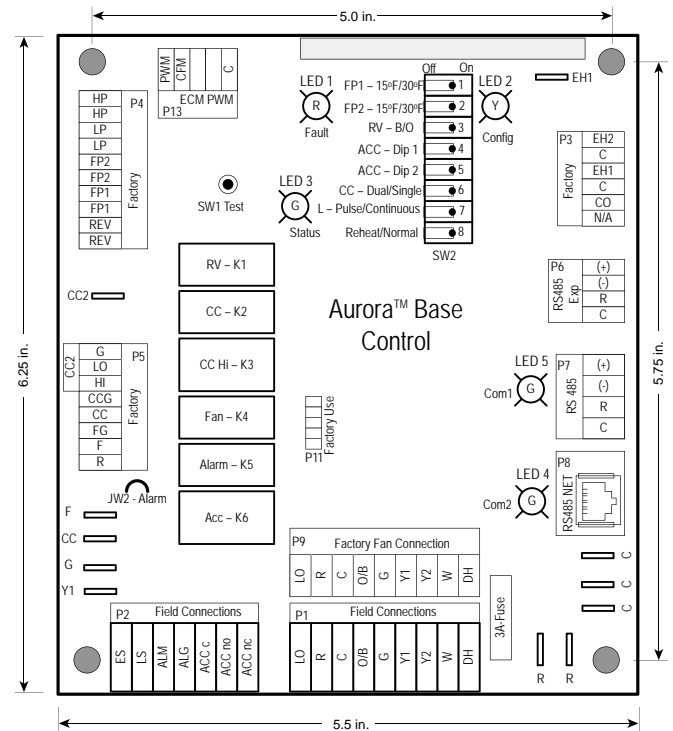 5.0 in.
6.25 in.
5.75 in.
5.5 in.
PWM
CFM
C
ECM PWM
P13
LED 1
R
Fault
Off On
FP1 – 15ºF/30ºF 1
FP2 – 15ºF/30ºF 2
RV – B/O 3
ACC – Dip 1 4
ACC – Dip 2 5
CC – Dual/Single 6
L – Pulse/Continuous 7
Reheat/Normal 8
SW2
LED 2
Y
Config
EH1
P4
HP
HP
LP
LP
FP2
FP2
FP1
FP1
REV
REV
Factory
SW1 Test
LED 3
G
Status
P3
Factory
EH2
C
EH1
C
CO
N/A
RV – K1
CC – K2
CC Hi – K3
Fan – K4
Alarm – K5
Acc – K6
CC2
Aurora™ Base
Control
P6
RS485
Exp
(+)
(-)
R
C
CC2
P5
G
LO
HI
CCG
CC
FG
F
R
Factory
LED 5
G
Com1
P7
RS 485
(+)
(-)
R
C
P11
Factory Use
LED 4
G
Com2
P8
RS485 NET
JW2 - Alarm
F
CC
G
Y1
P9 Factory Fan Connection
LO R C O/B G Y1 Y2 W DH
C
C
C
3A-Fuse
R R
P2 Field Connections
ES LS ALM ALG ACC c ACC no ACC nc
P1 Field Connections
LO R C O/B G Y1 Y2 W DH